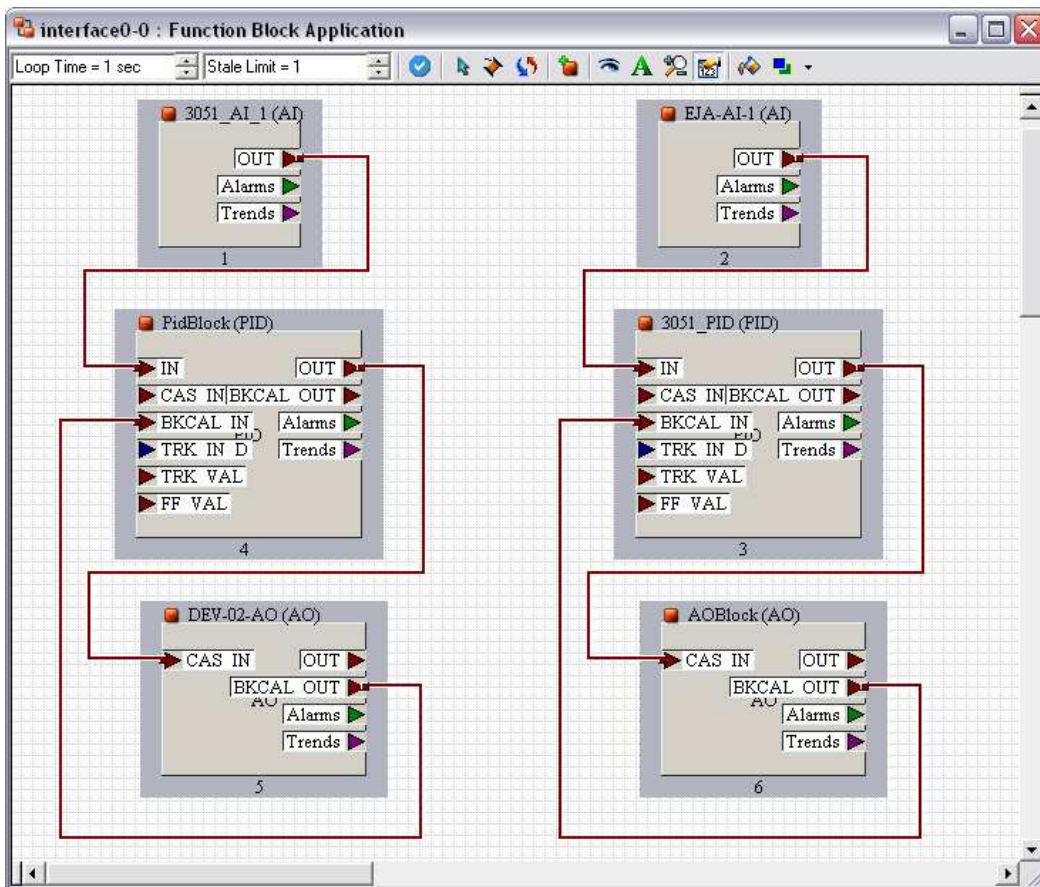 interface0-0 : Function Block Application
Loop Time = 1 sec Stale Limit = 1
3051_AI_1 (AI)
OUT
Alarms
Trends
1
EJA-AI-1 (AI)
OUT
Alarms
Trends
2
PidBlock (PID)
IN OUT
CAS IN BKCAL OUT
BKCAL IN Alarms
PID
TRK IN D Trends
TRK VAL
FF VAL
4
3051_PID (PID)
IN OUT
CAS IN BKCAL OUT
BKCAL IN Alarms
PID
TRK IN D Trends
TRK VAL
FF VAL
3
DEV-02-AO (AO)
CAS IN OUT
BKCAL OUT
AO
Alarms
Trends
5
AOBlock (AO)
CAS IN OUT
BKCAL OUT
AO
Alarms
Trends
6